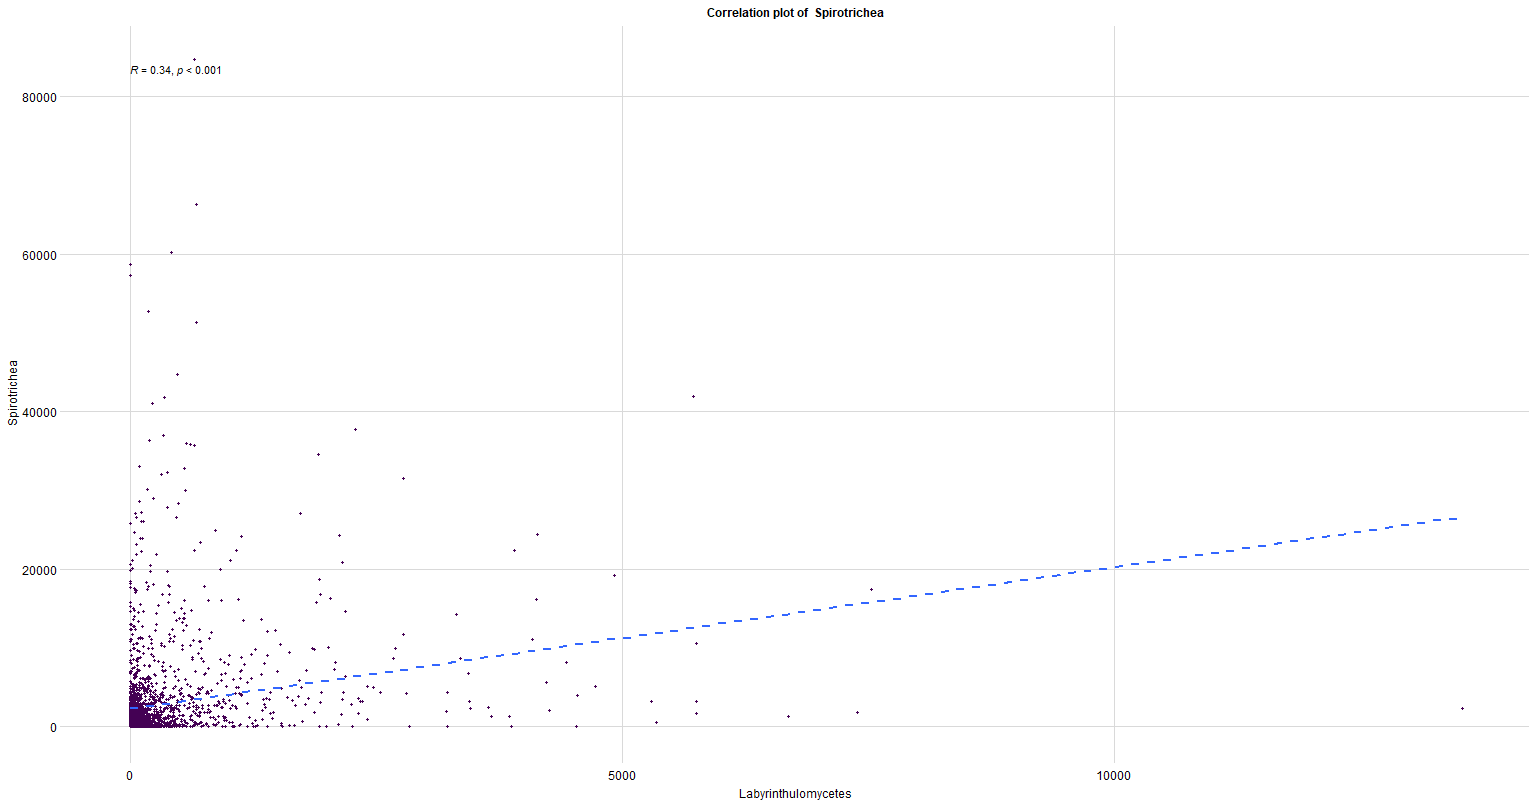 Correlation plot of  Spirotrichea
R = 0.34, p < 0.001
80000
60000
40000
20000
0
Spirotrichea
0
5000
10000
Labyrinthulomycetes